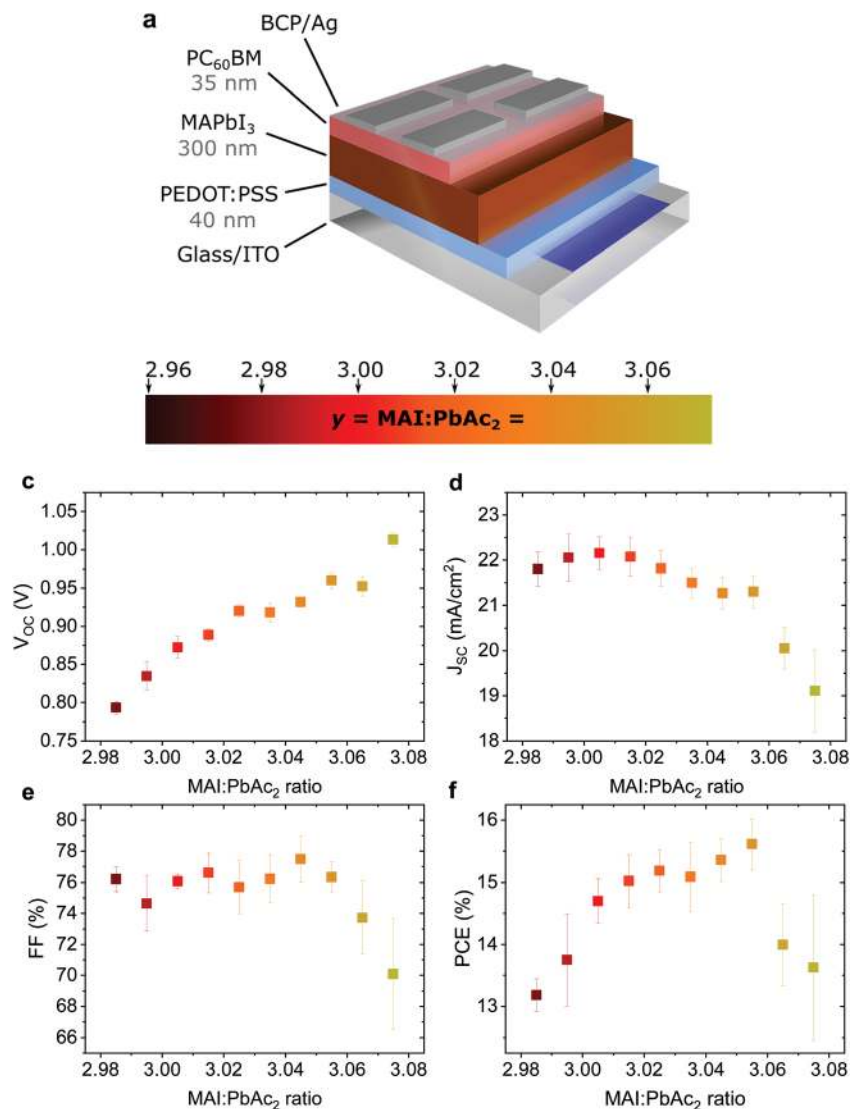 a
BCP/Ag
PC₆₀BM
35 nm
MAPbI₃
300 nm
PEDOT:PSS
40 nm
Glass/ITO
2.96 2.98 3.00 3.02 3.04 3.06
y = MAI:PbAc₂ =
c
1.05
1.00
0.95
0.90
0.85
0.80
0.75
V_OC (V)
2.98 3.00 3.02 3.04 3.06 3.08
MAI:PbAc₂ ratio
d
23
22
21
20
19
18
J_SC (mA/cm²)
2.98 3.00 3.02 3.04 3.06 3.08
MAI:PbAc₂ ratio
e
80
78
76
74
72
70
68
66
FF (%)
2.98 3.00 3.02 3.04 3.06 3.08
MAI:PbAc₂ ratio
f
16
15
14
13
PCE (%)
2.98 3.00 3.02 3.04 3.06 3.08
MAI:PbAc₂ ratio